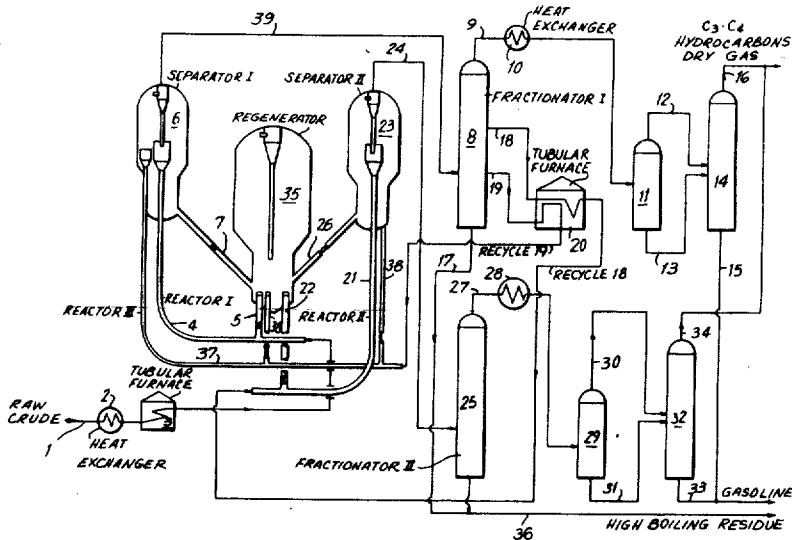 39
24
9
HEAT
EXCHANGER
10
C3-C4
HYDROCARBONS
DRY GAS
SEPARATOR I
SEPARATOR II
REGENERATOR
6
23
35
8
FRACTIONATOR I
18
19
TUBULAR
FURNACE
20
11
12
13
14
16
7
26
38
21
RECYCLE 19
RECYCLE 18
17
15
REACTOR III
REACTOR I
4
5
22
REACTOR II
27
28
37
TUBULAR
FURNACE
3
RAW
CRUDE
1
2
HEAT
EXCHANGER
25
FRACTIONATOR II
30
29
31
34
32
33
GASOLINE
36
HIGH BOILING RESIDUE